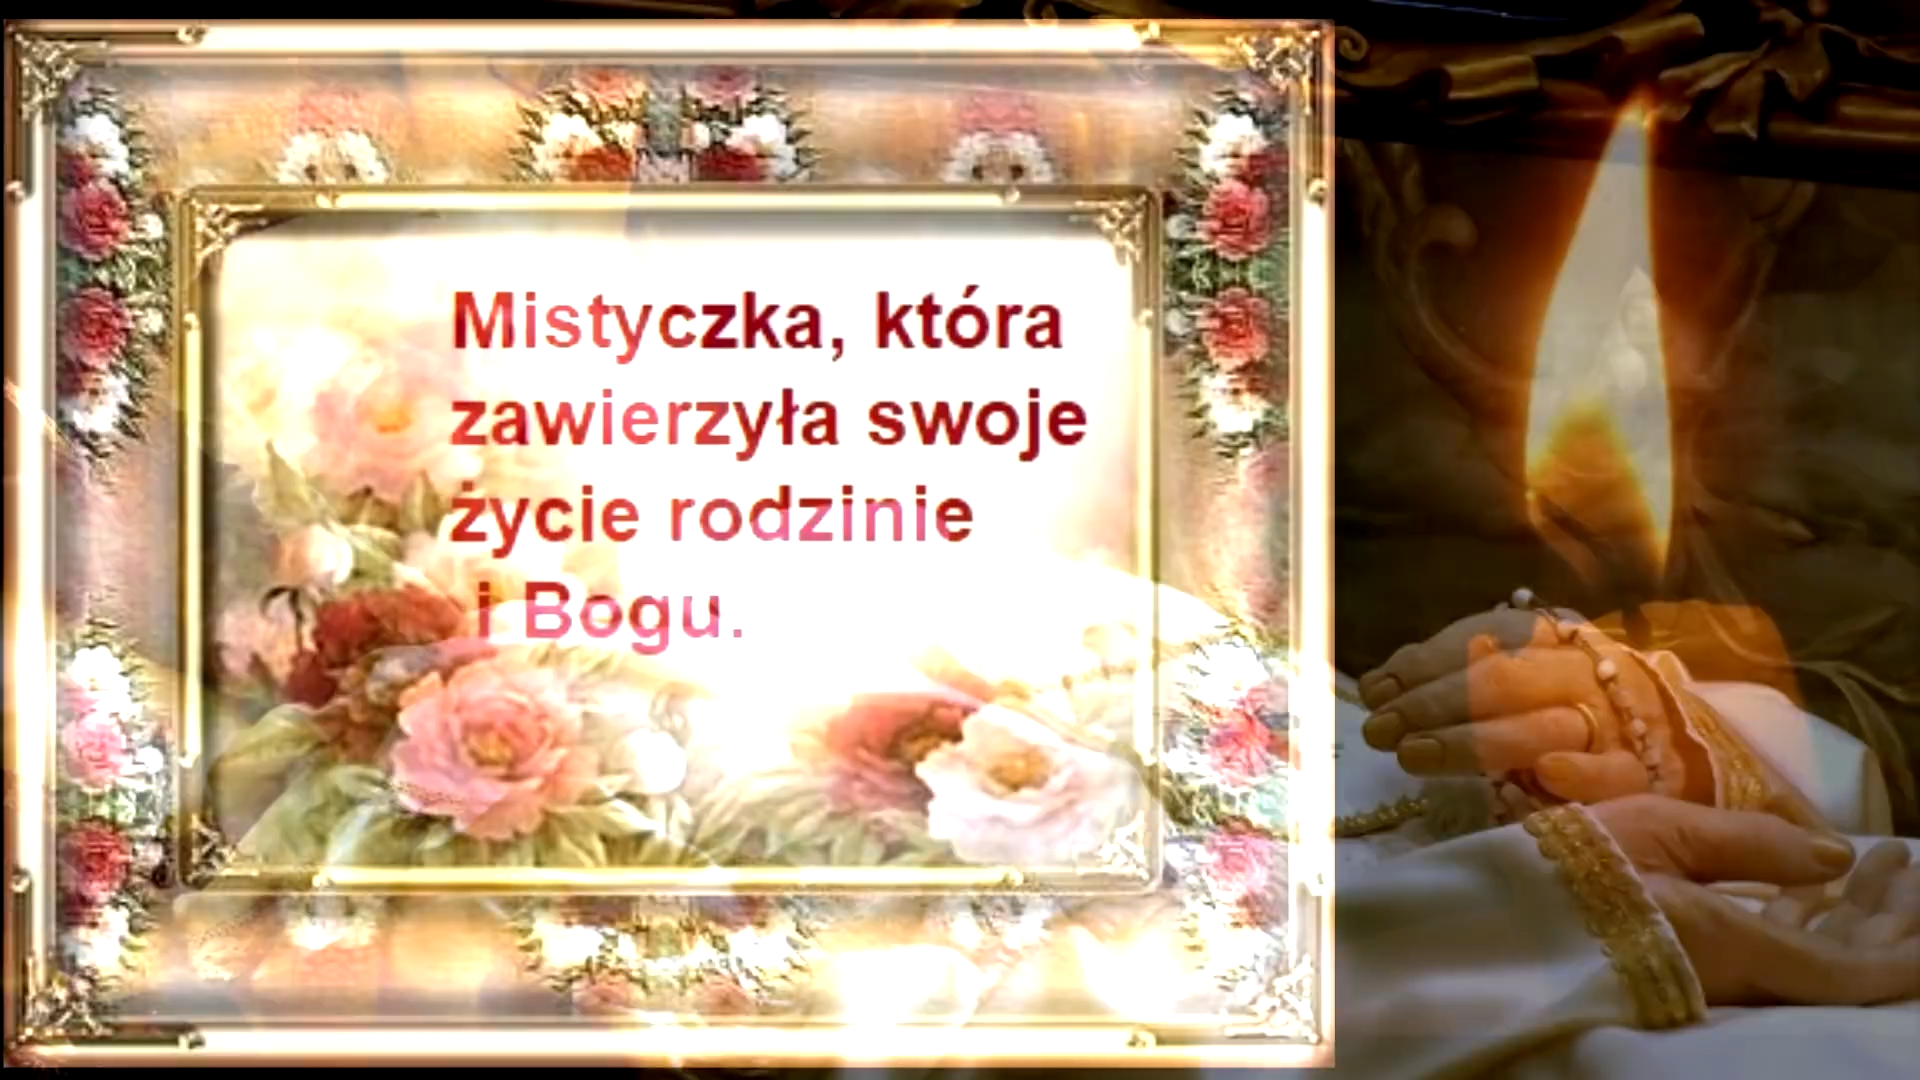 Mistyczka, która
zawierzyła swoje
życie rodzinie
i Bogu.